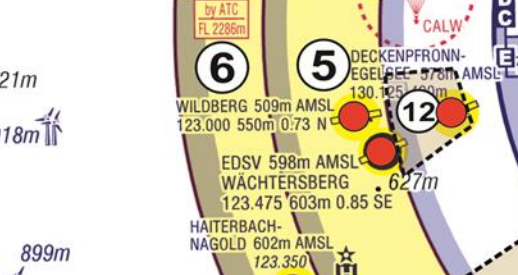 by ATC
FL 2286m
CALW
C
E
6
5
DECKENPFRONN-
EGELSEE 578m AMSL
130.125
21m
12
WILDBERG 509m AMSL
123.000 550m 0.73 N
18m
EDSV 598m AMSL
WÄCHTERSBERG
123.475 603m 0.85 SE
627m
HAITERBACH-
NAGOLD 602m AMSL
123.350
899m
H